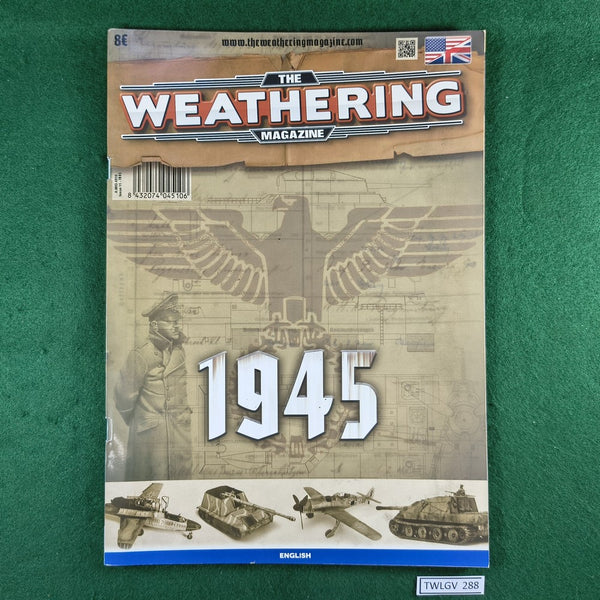 8€
www.theweatheringmagazine.com
THE
WEATHERING
MAGAZINE
8 432074 045106
1945
ENGLISH
TWLGV 288